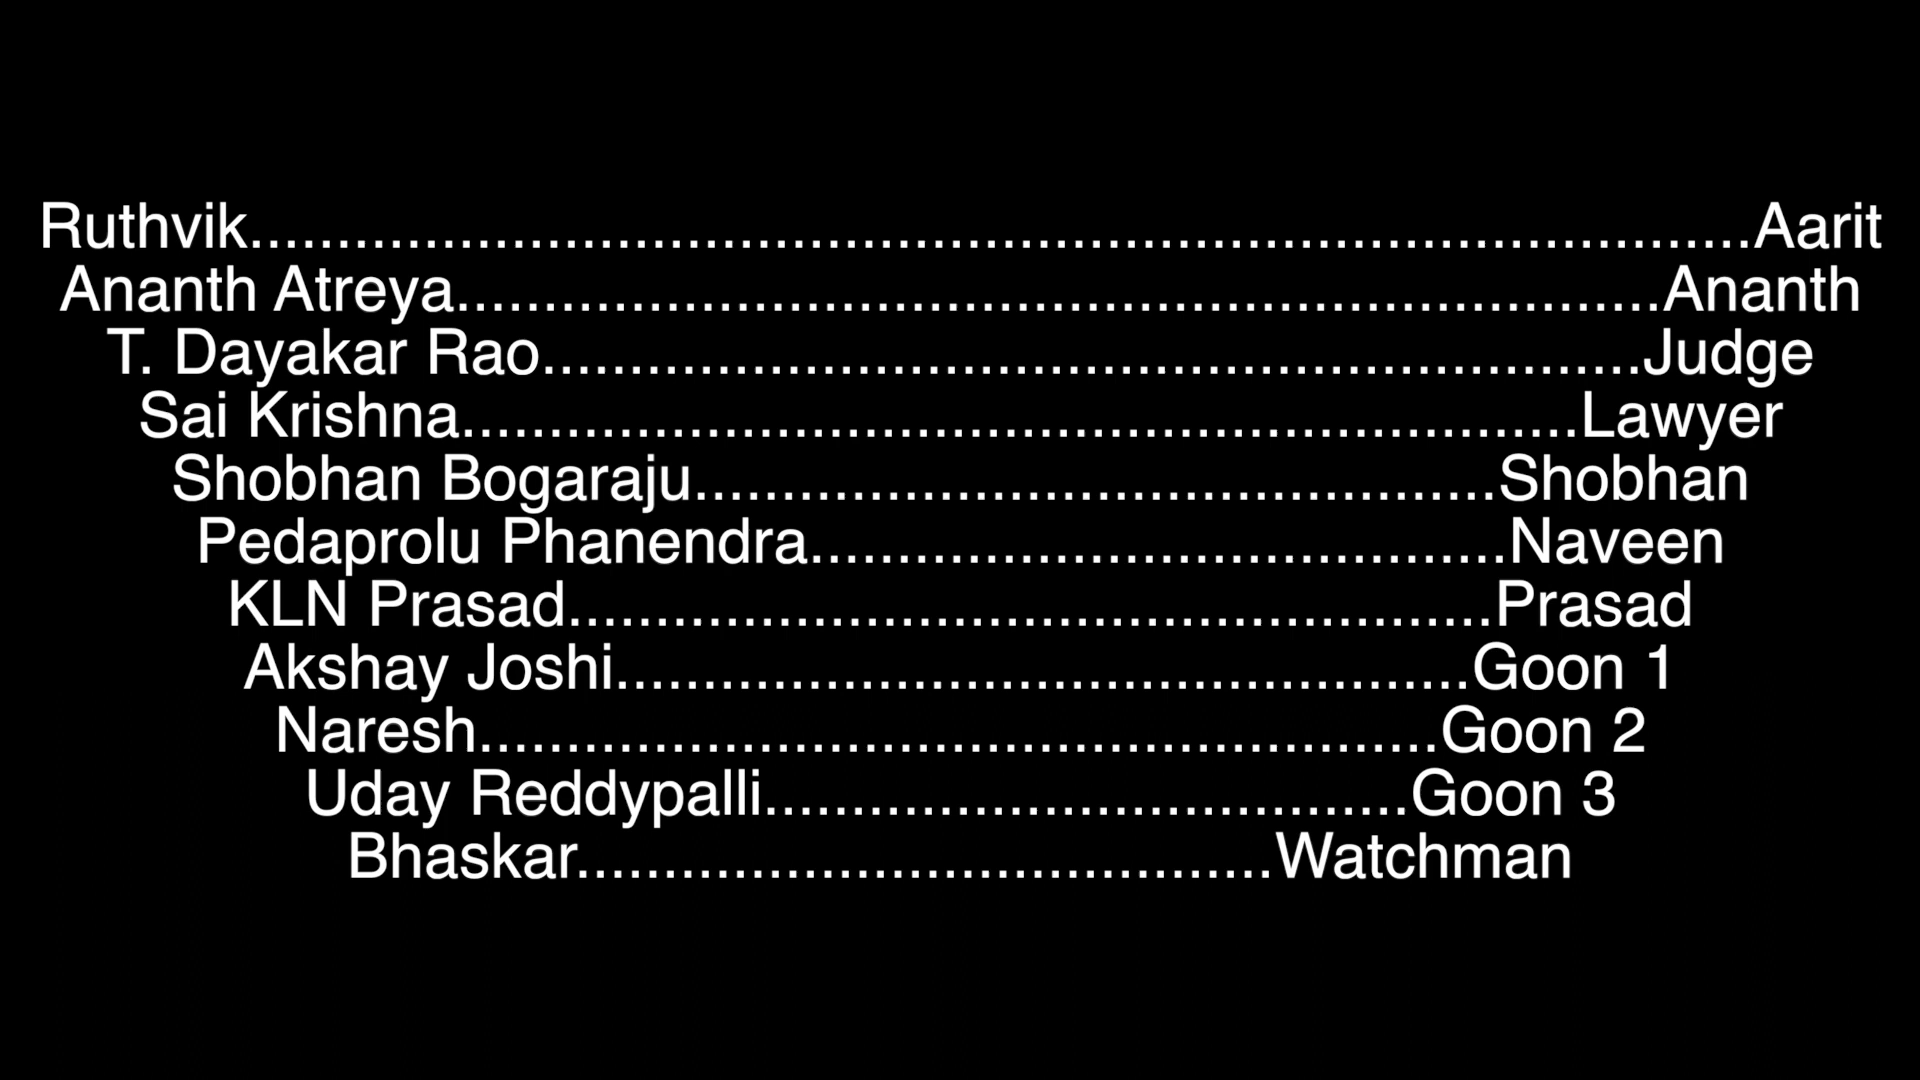 Ruthvik.......................................................................................Aarit
Ananth Atreya.....................................................................Ananth
T. Dayakar Rao...............................................................Judge
Sai Krishna................................................................Lawyer
Shobhan Bogaraju..............................................Shobhan
Pedaprolu Phanendra........................................Naveen
KLN Prasad.....................................................Prasad
Akshay Joshi.................................................Goon 1
Naresh.......................................................Goon 2
Uday Reddypalli.....................................Goon 3
Bhaskar........................................Watchman